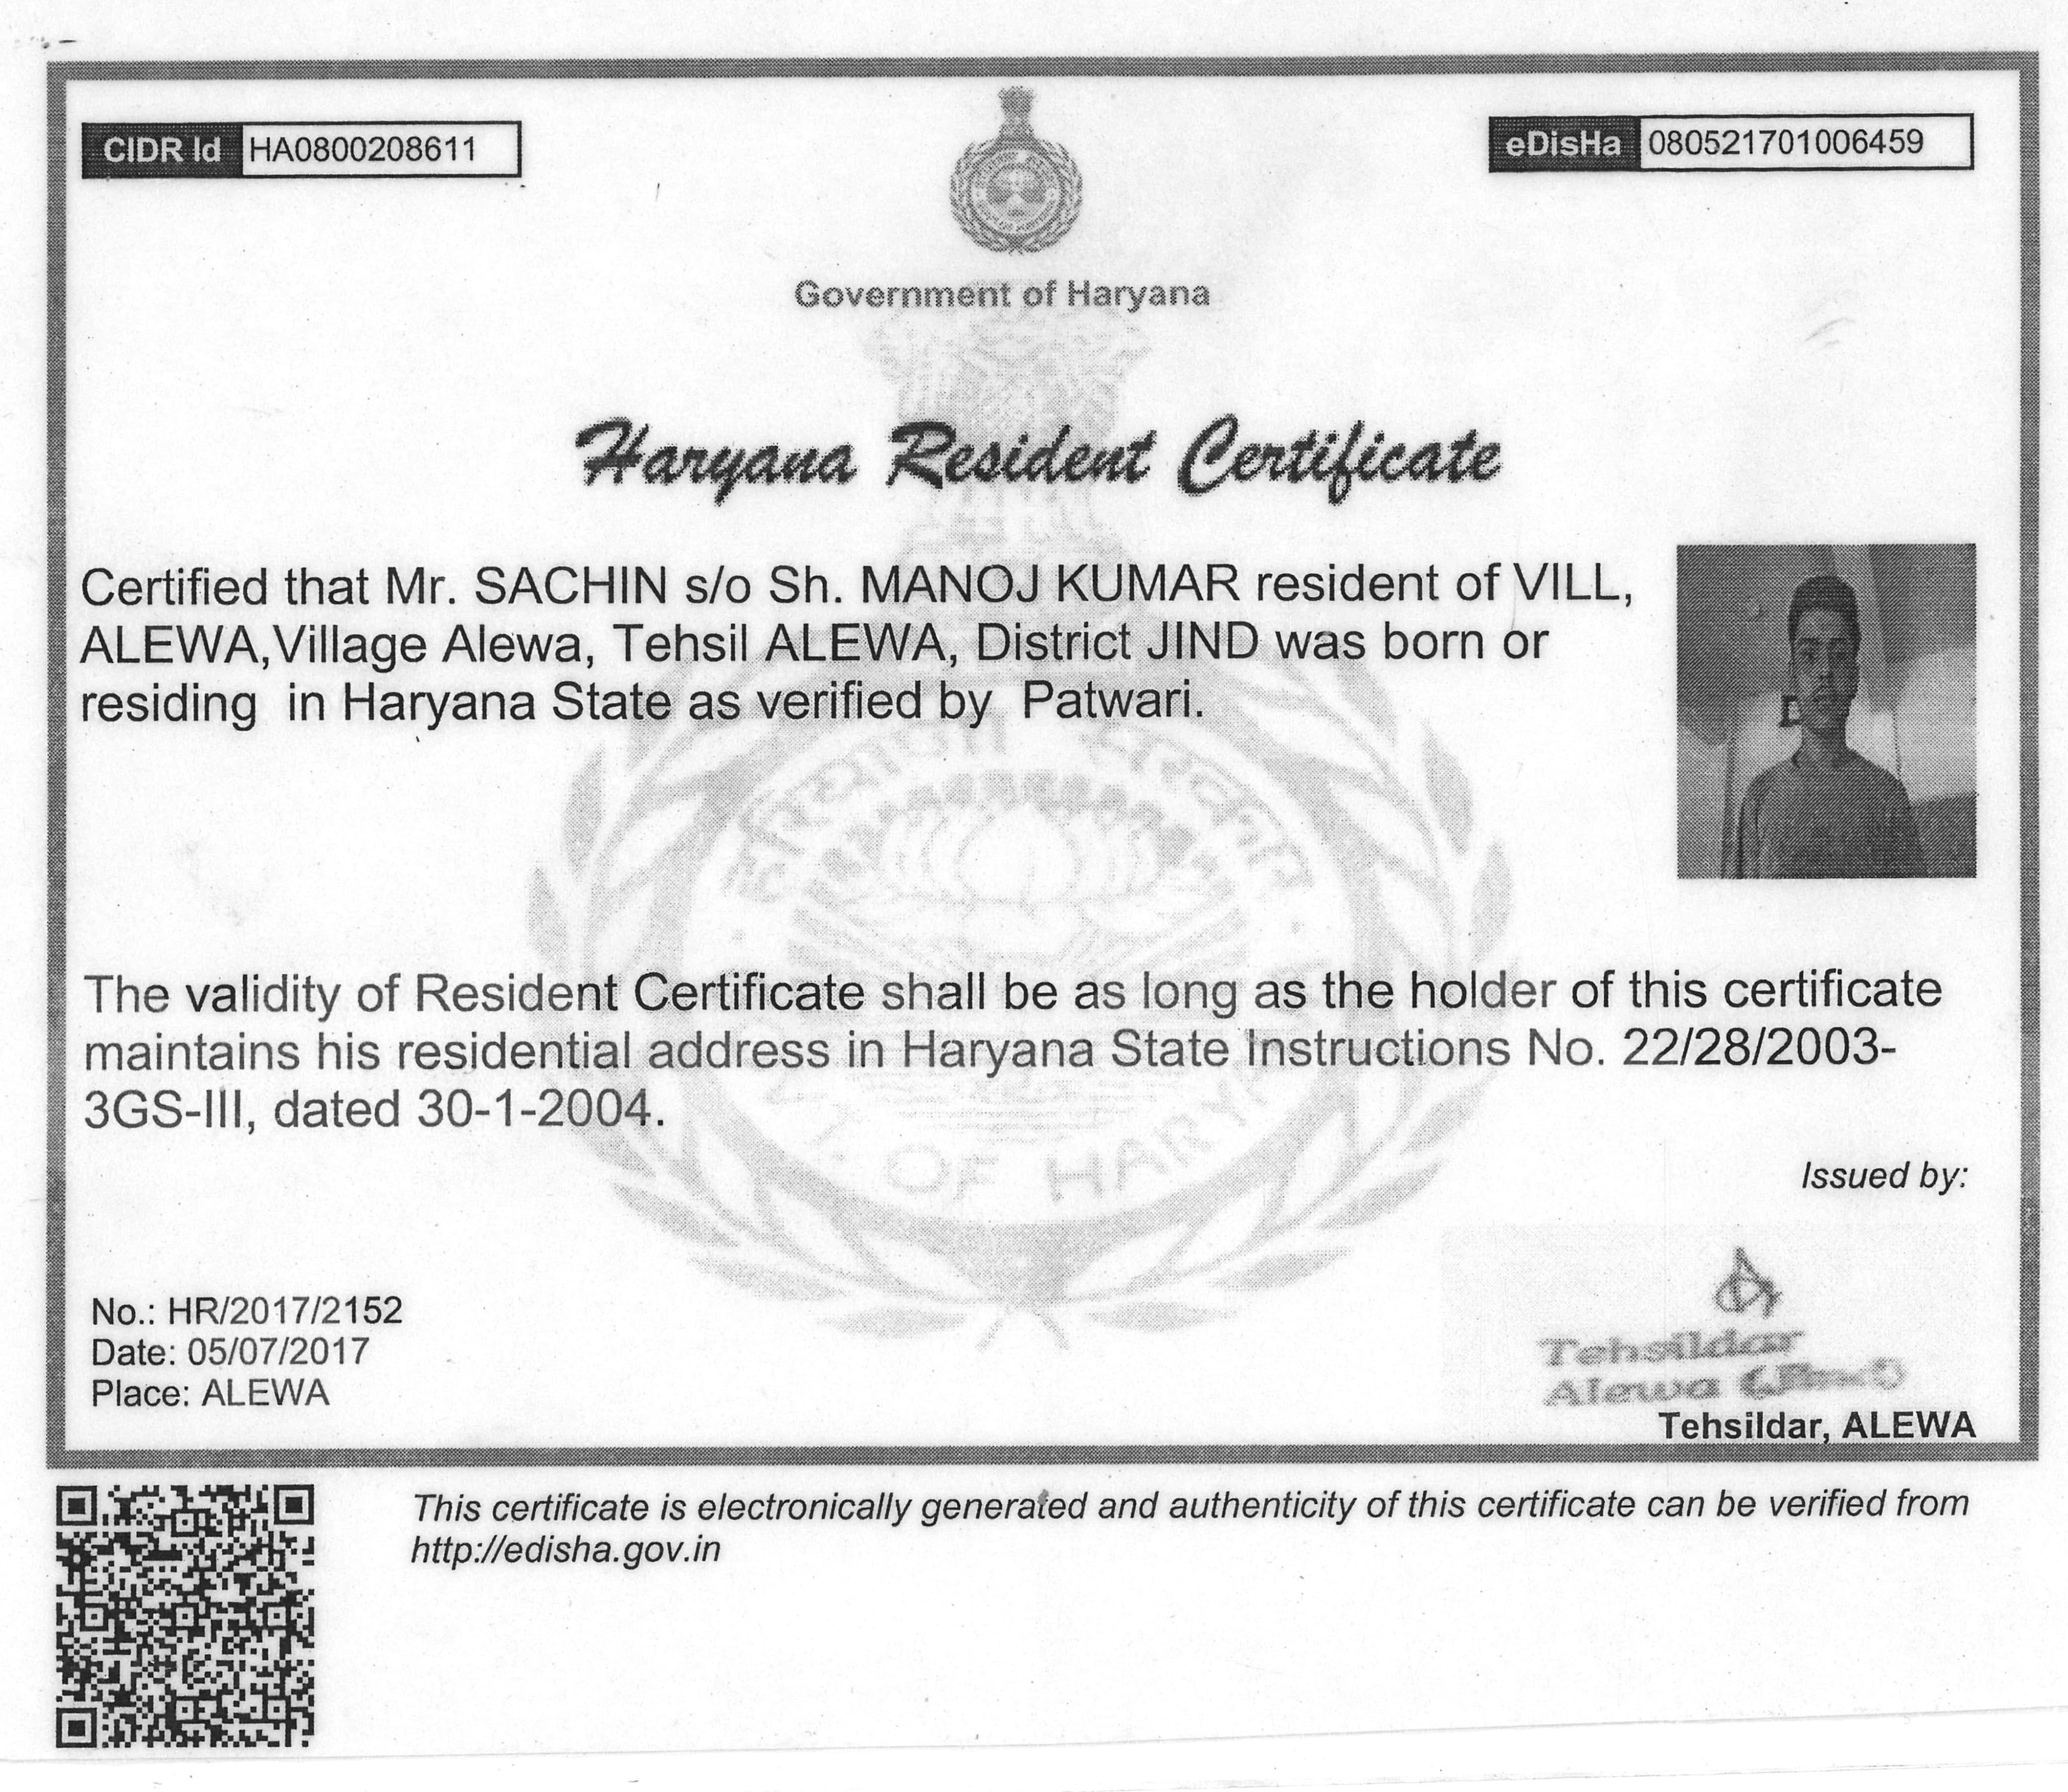 CIDR Id HA0800208611
eDisHa 080521701006459
Government of Haryana
Haryana Resident Certificate
Certified that Mr. SACHIN s/o Sh. MANOJ KUMAR resident of VILL,
ALEWA,Village Alewa, Tehsil ALEWA, District JIND was born or
residing in Haryana State as verified by Patwari.
हरियाणा सरकार
The validity of Resident Certificate shall be as long as the holder of this certificate
maintains his residential address in Haryana State Instructions No. 22/28/2003-
3GS-III, dated 30-1-2004.
OF HARYANA
Issued by:
No.: HR/2017/2152
Date: 05/07/2017
Place: ALEWA
Tehsildar
Alewa
Tehsildar, ALEWA
This certificate is electronically generated and authenticity of this certificate can be verified from
http://edisha.gov.in